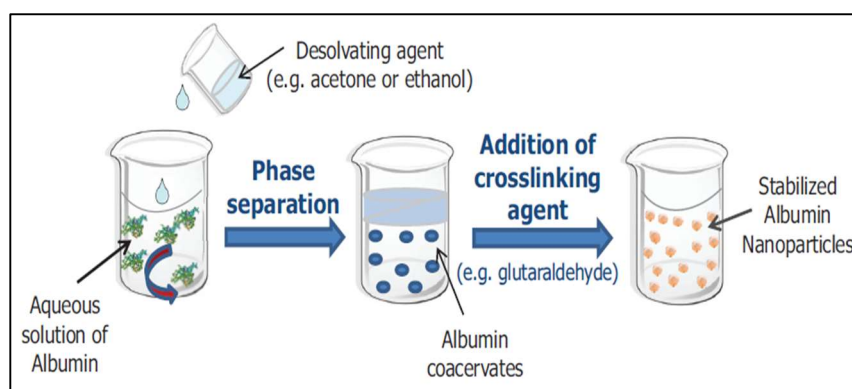 Desolvating agent
(e.g. acetone or ethanol)
Phase
separation
Addition of
crosslinking
agent
(e.g. glutaraldehyde)
Stabilized
Albumin
Nanoparticles
Aqueous
solution of
Albumin
Albumin
coacervates